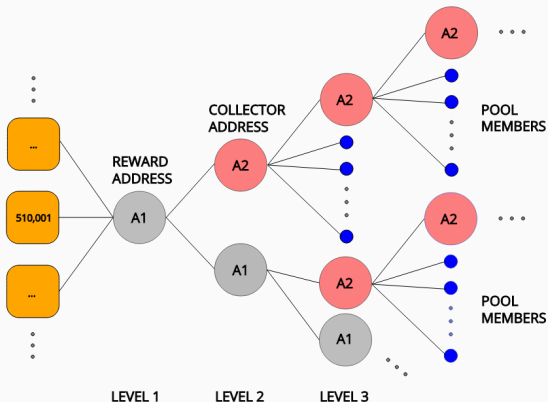 A2
COLLECTOR
ADDRESS
A2
POOL
MEMBERS
...
REWARD
ADDRESS
A2
510,001
A1
A2
A1
A2
POOL
MEMBERS
...
A1
LEVEL 1
LEVEL 2
LEVEL 3